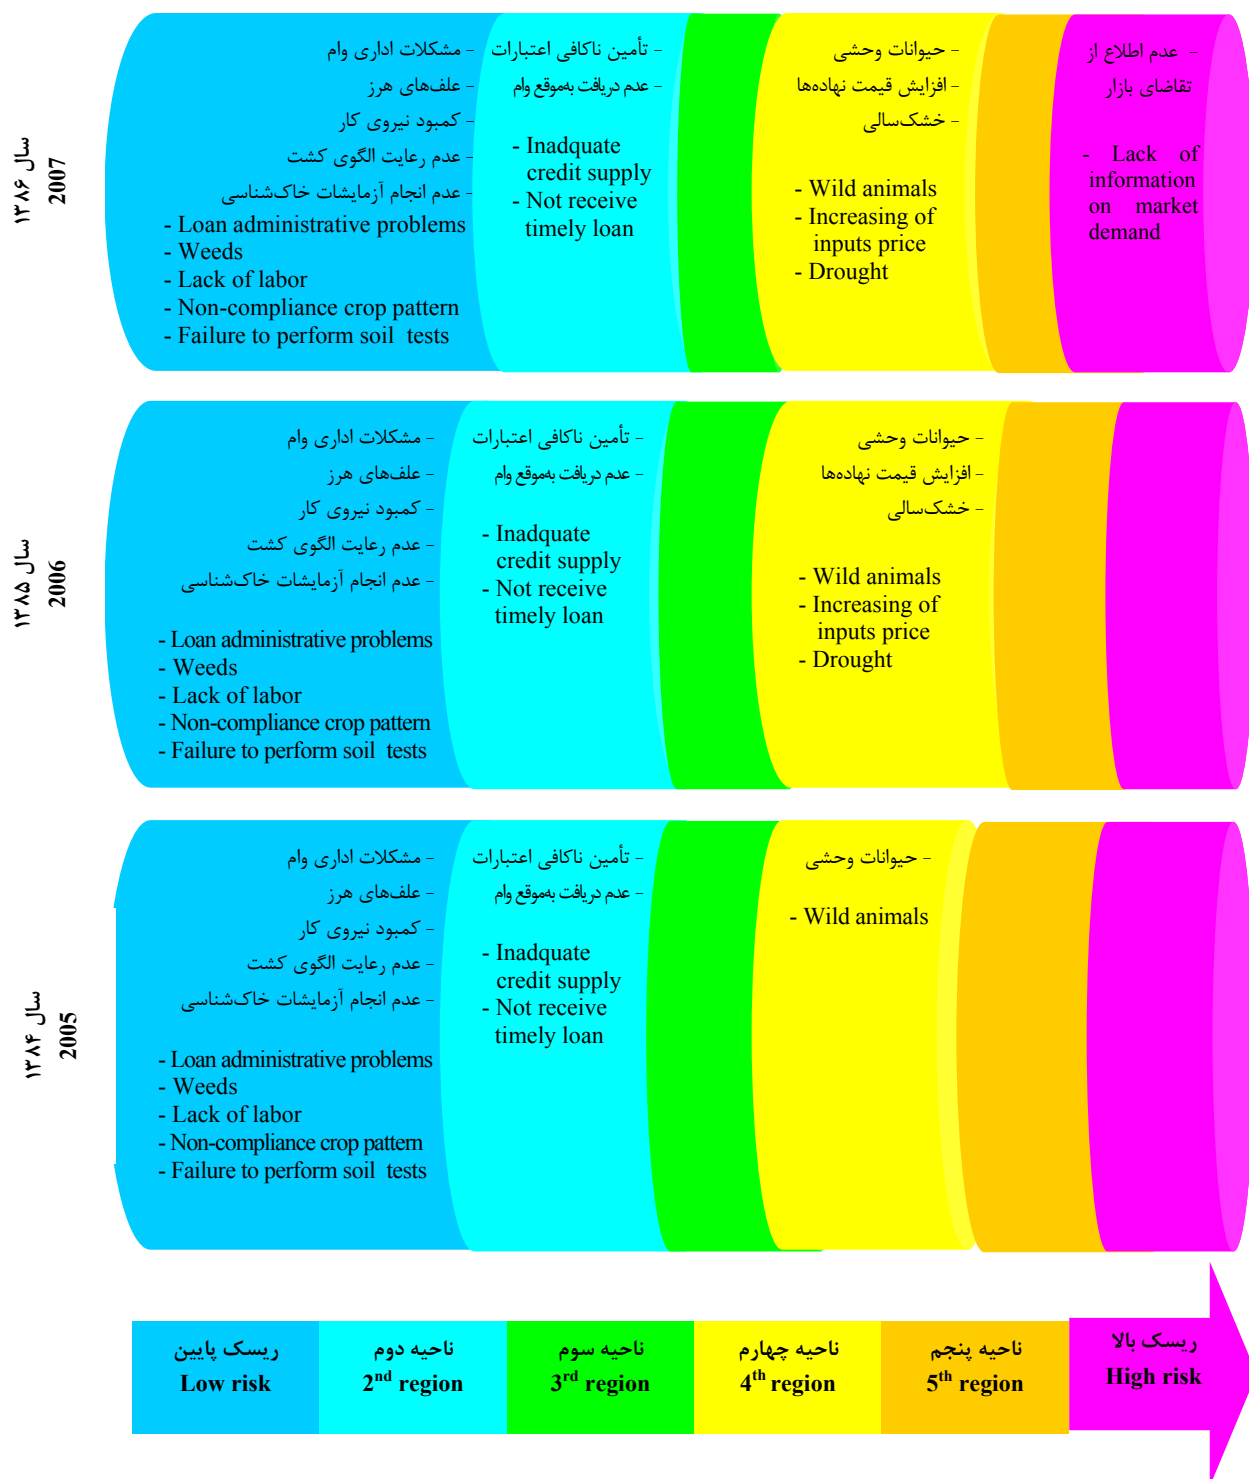 سال ۱۳۸۶
2007
- مشکلات اداری وام
- علف‌های هرز
- کمبود نیروی کار
- عدم رعایت الگوی کشت
- عدم انجام آزمایشات خاک‌شناسی
- Loan administrative problems
- Weeds
- Lack of labor
- Non-compliance crop pattern
- Failure to perform soil tests
- تأمین ناکافی اعتبارات
- عدم دریافت به‌موقع وام
- Inadquate
credit supply
- Not receive
timely loan
- حیوانات وحشی
- افزایش قیمت نهاده‌ها
- خشک‌سالی
- Wild animals
- Increasing of
inputs price
- Drought
- عدم اطلاع از
تقاضای بازار
- Lack of
information
on market
demand
سال ۱۳۸۵
2006
- مشکلات اداری وام
- علف‌های هرز
- کمبود نیروی کار
- عدم رعایت الگوی کشت
- عدم انجام آزمایشات خاک‌شناسی
- Loan administrative problems
- Weeds
- Lack of labor
- Non-compliance crop pattern
- Failure to perform soil tests
- تأمین ناکافی اعتبارات
- عدم دریافت به‌موقع وام
- Inadquate
credit supply
- Not receive
timely loan
- حیوانات وحشی
- افزایش قیمت نهاده‌ها
- خشک‌سالی
- Wild animals
- Increasing of
inputs price
- Drought
سال ۱۳۸۴
2005
- مشکلات اداری وام
- علف‌های هرز
- کمبود نیروی کار
- عدم رعایت الگوی کشت
- عدم انجام آزمایشات خاک‌شناسی
- Loan administrative problems
- Weeds
- Lack of labor
- Non-compliance crop pattern
- Failure to perform soil tests
- تأمین ناکافی اعتبارات
- عدم دریافت به‌موقع وام
- Inadquate
credit supply
- Not receive
timely loan
- حیوانات وحشی
- Wild animals
ریسک پایین
Low risk
ناحیه دوم
2nd region
ناحیه سوم
3rd region
ناحیه چهارم
4th region
ناحیه پنجم
5th region
ریسک بالا
High risk